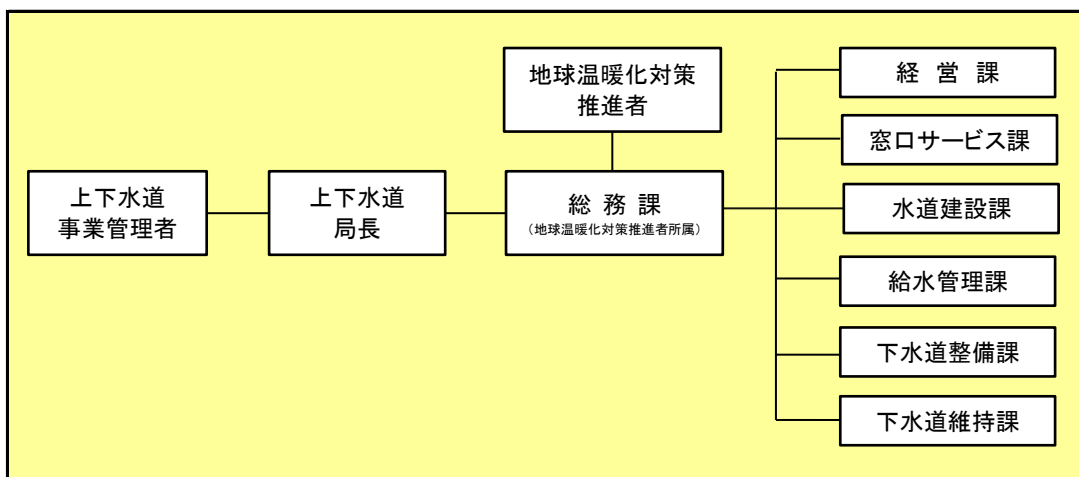 地球温暖化対策
推進者
上下水道
事業管理者
上下水道
局長
総 務 課
（地球温暖化対策推進者所属）
経 営 課
窓口サービス課
水道建設課
給水管理課
下水道整備課
下水道維持課